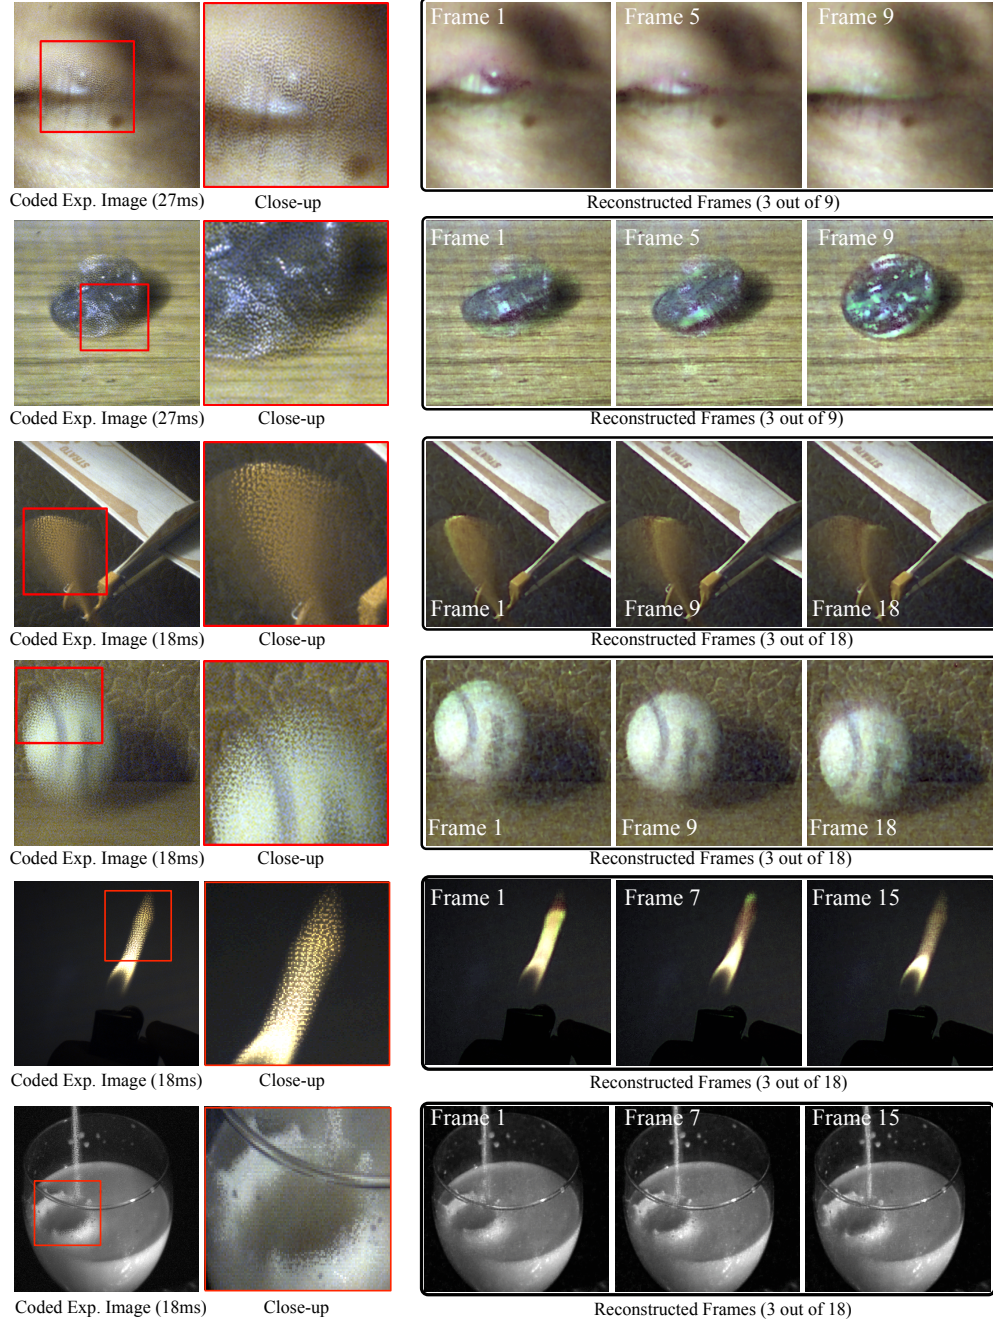 Frame 1
Frame 5
Frame 9
Coded Exp. Image (27ms)
Close-up
Reconstructed Frames (3 out of 9)
Frame 1
Frame 5
Frame 9
Coded Exp. Image (27ms)
Close-up
Reconstructed Frames (3 out of 9)
STRATO
STRATO
Frame 1
Frame 9
Frame 18
Coded Exp. Image (18ms)
Close-up
Reconstructed Frames (3 out of 18)
Frame 1
Frame 9
Frame 18
Coded Exp. Image (18ms)
Close-up
Reconstructed Frames (3 out of 18)
Frame 1
Frame 7
Frame 15
Coded Exp. Image (18ms)
Close-up
Reconstructed Frames (3 out of 18)
Frame 1
Frame 7
Frame 15
Coded Exp. Image (18ms)
Close-up
Reconstructed Frames (3 out of 18)